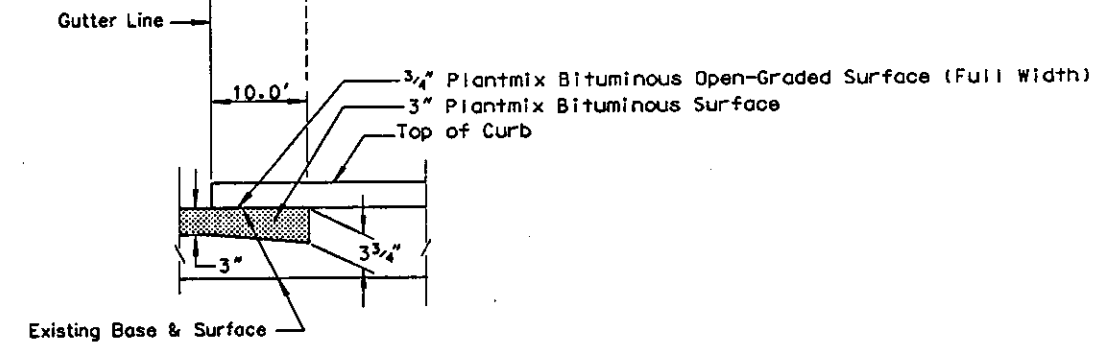 Gutter Line
3/4" Plantmix Bituminous Open-Graded Surface (Full Width)
10.0'
3" Plantmix Bituminous Surface
Top of Curb
3 3/4"
3"
Existing Base & Surface